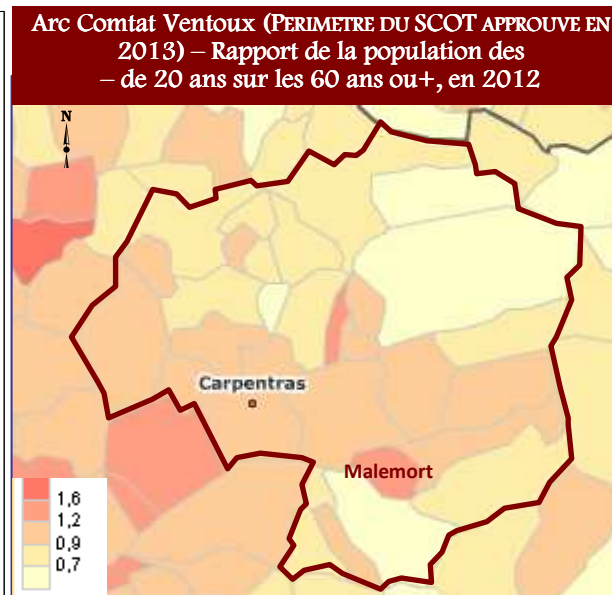 Arc Comtat Ventoux (PERIMETRE DU SCOT APPROUVE EN
2013) – Rapport de la population des
– de 20 ans sur les 60 ans ou+, en 2012
N
Carpentras
Malemort
1,6
1,2
0,9
0,7